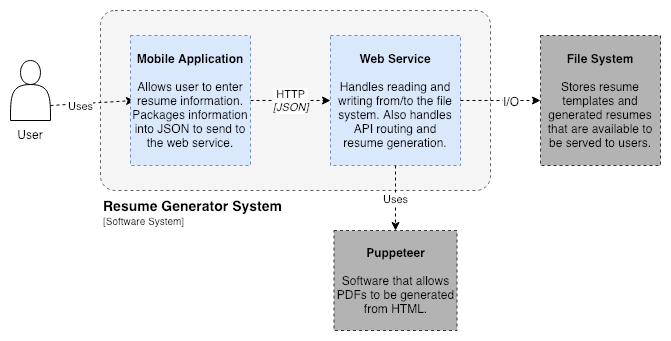 Mobile Application
Allows user to enter
resume information.
Packages information
into JSON to send to
the web service.
Web Service
Handles reading and
writing from/to the file
system. Also handles
API routing and
resume generation.
File System
Stores resume
templates and
generated resumes
that are available to
be served to users.
Uses
HTTP
[JSON]
I/O
User
Resume Generator System
[Software System]
Uses
Puppeteer
Software that allows
PDFs to be generated
from HTML.